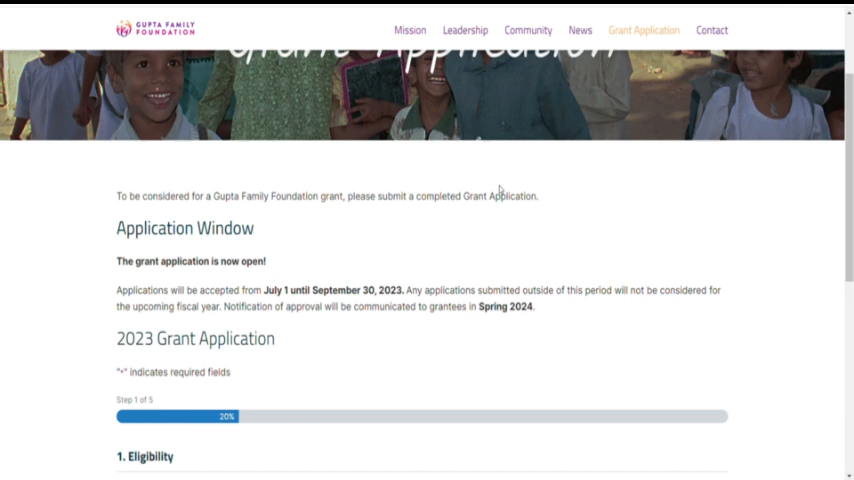 GUPTA FAMILY
FOUNDATION
Mission Leadership Community News Grant Application Contact
Grant Application
To be considered for a Gupta Family Foundation grant, please submit a completed Grant Application.
Application Window
The grant application is now open!
Applications will be accepted from July 1 until September 30, 2023. Any applications submitted outside of this period will not be considered for
the upcoming fiscal year. Notification of approval will be communicated to grantees in Spring 2024.
2023 Grant Application
"*" indicates required fields
Step 1 of 5
20%
1. Eligibility